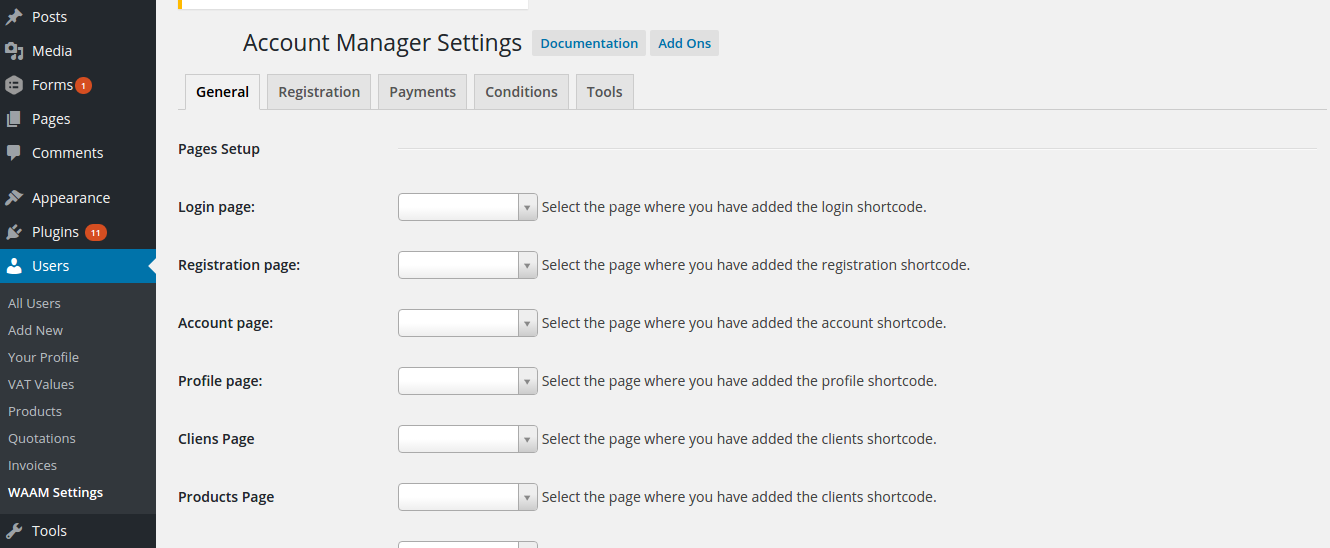 Posts
Media
Forms 1
Pages
Comments
Appearance
Plugins 11
Users
All Users
Add New
Your Profile
VAT Values
Products
Quotations
Invoices
WAAM Settings
Tools
Account Manager Settings Documentation Add Ons
General Registration Payments Conditions Tools
Pages Setup
Login page: Select the page where you have added the login shortcode.
Registration page: Select the page where you have added the registration shortcode.
Account page: Select the page where you have added the account shortcode.
Profile page: Select the page where you have added the profile shortcode.
Cliens Page Select the page where you have added the clients shortcode.
Products Page Select the page where you have added the clients shortcode.